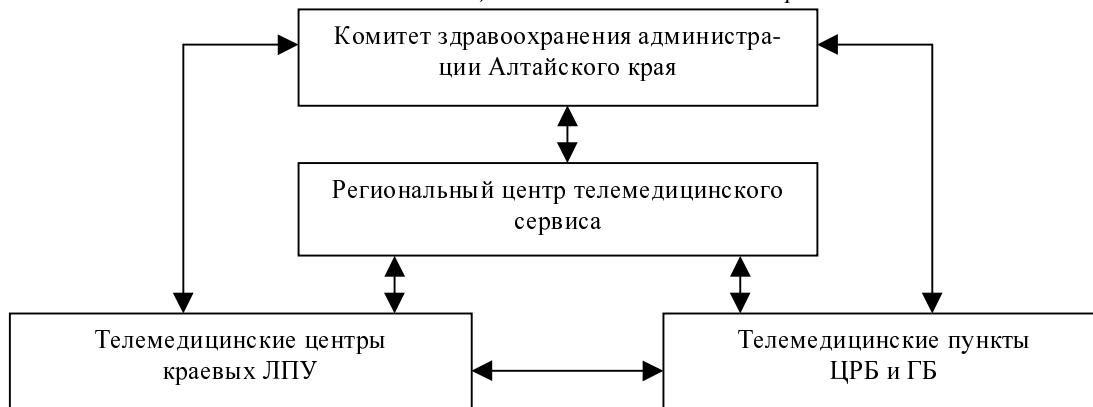 Комитет здравоохранения администра-
ции Алтайского края
Региональный центр телемедицинского
сервиса
Телемедицинские центры
краевых ЛПУ
Телемедицинские пункты
ЦРБ и ГБ